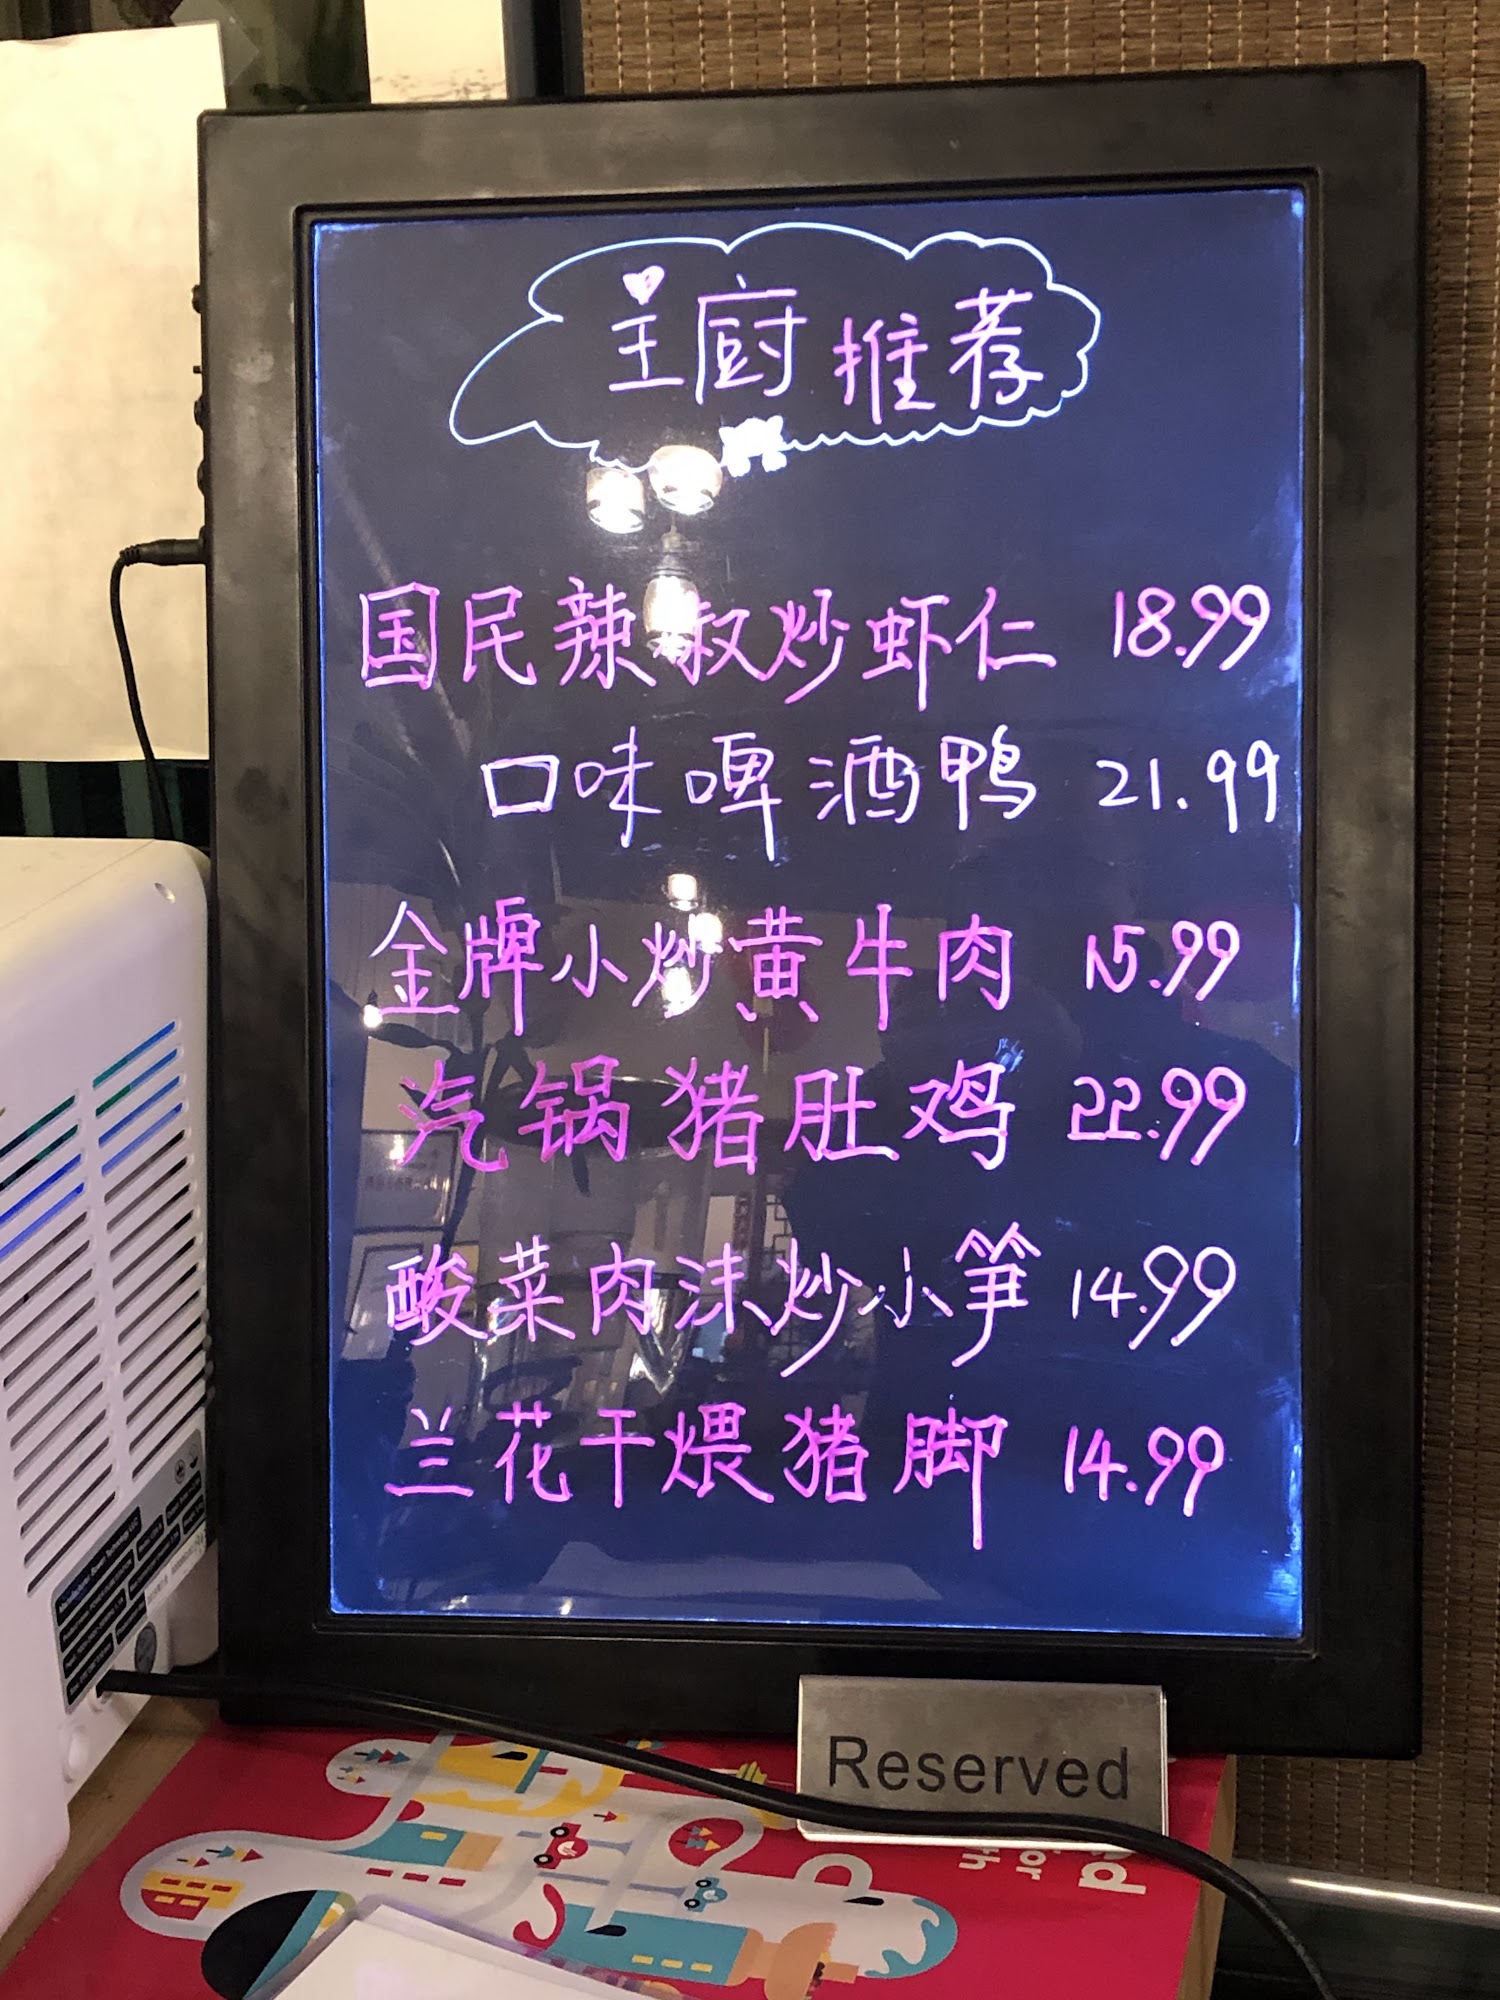 主厨推荐
国民辣椒炒虾仁 18.99
口味啤酒鸭 21.99
金牌小炒黄牛肉 15.99
汽锅猪肚鸡 22.99
酸菜肉沫炒小笋 14.99
兰花干煨猪脚 14.99
Reserved